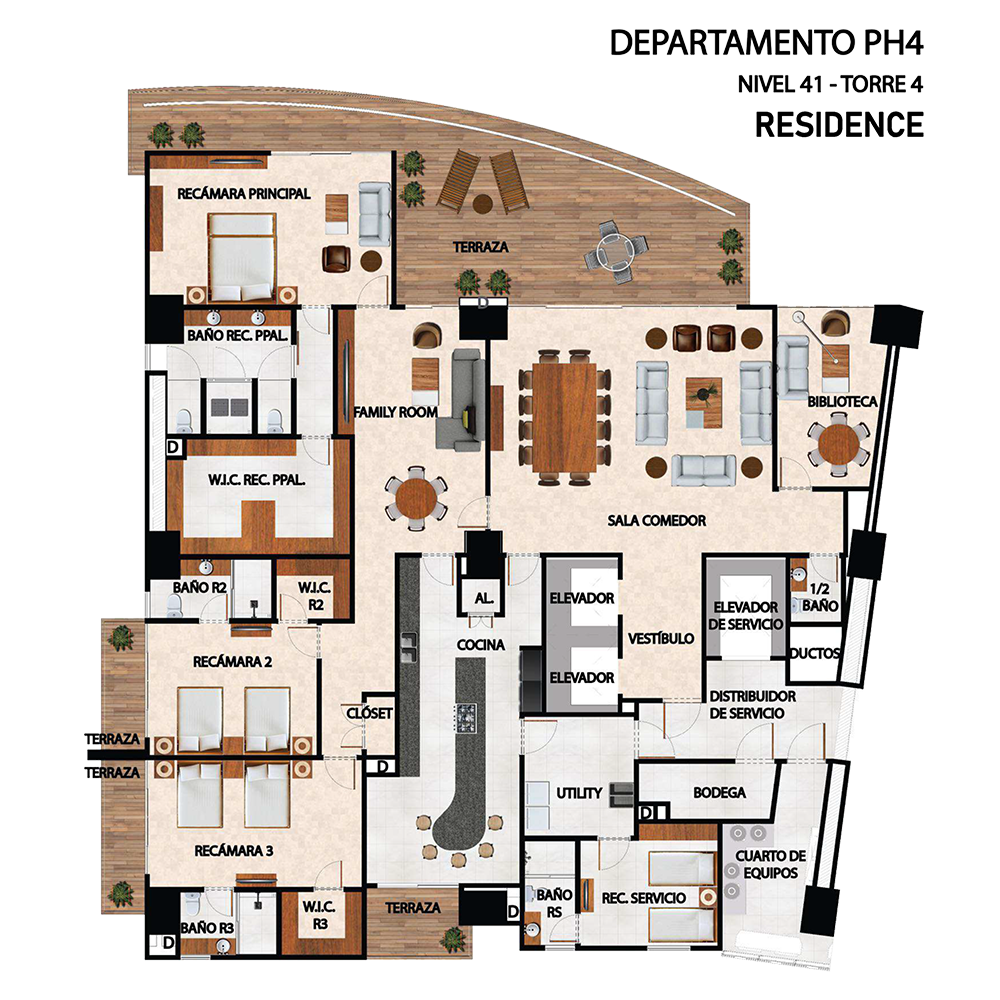 DEPARTAMENTO PH4
NIVEL 41 - TORRE 4
RESIDENCE
RECÁMARA PRINCIPAL
TERRAZA
D
BAÑO REC. PPAL.
FAMILY ROOM
BIBLIOTECA
D
W.I.C. REC. PPAL.
SALA COMEDOR
BAÑO R2
W.I.C.
R2
AL.
ELEVADOR
ELEVADOR
DE SERVICIO
1/2
BAÑO
VESTÍBULO
COCINA
DUCTOS
RECÁMARA 2
ELEVADOR
DISTRIBUIDOR
DE SERVICIO
CLÓSET
TERRAZA
TERRAZA
D
UTILITY
BODEGA
D
RECÁMARA 3
CUARTO DE
EQUIPOS
BAÑO
RS
REC. SERVICIO
W.I.C.
R3
TERRAZA
D
BAÑO R3
D